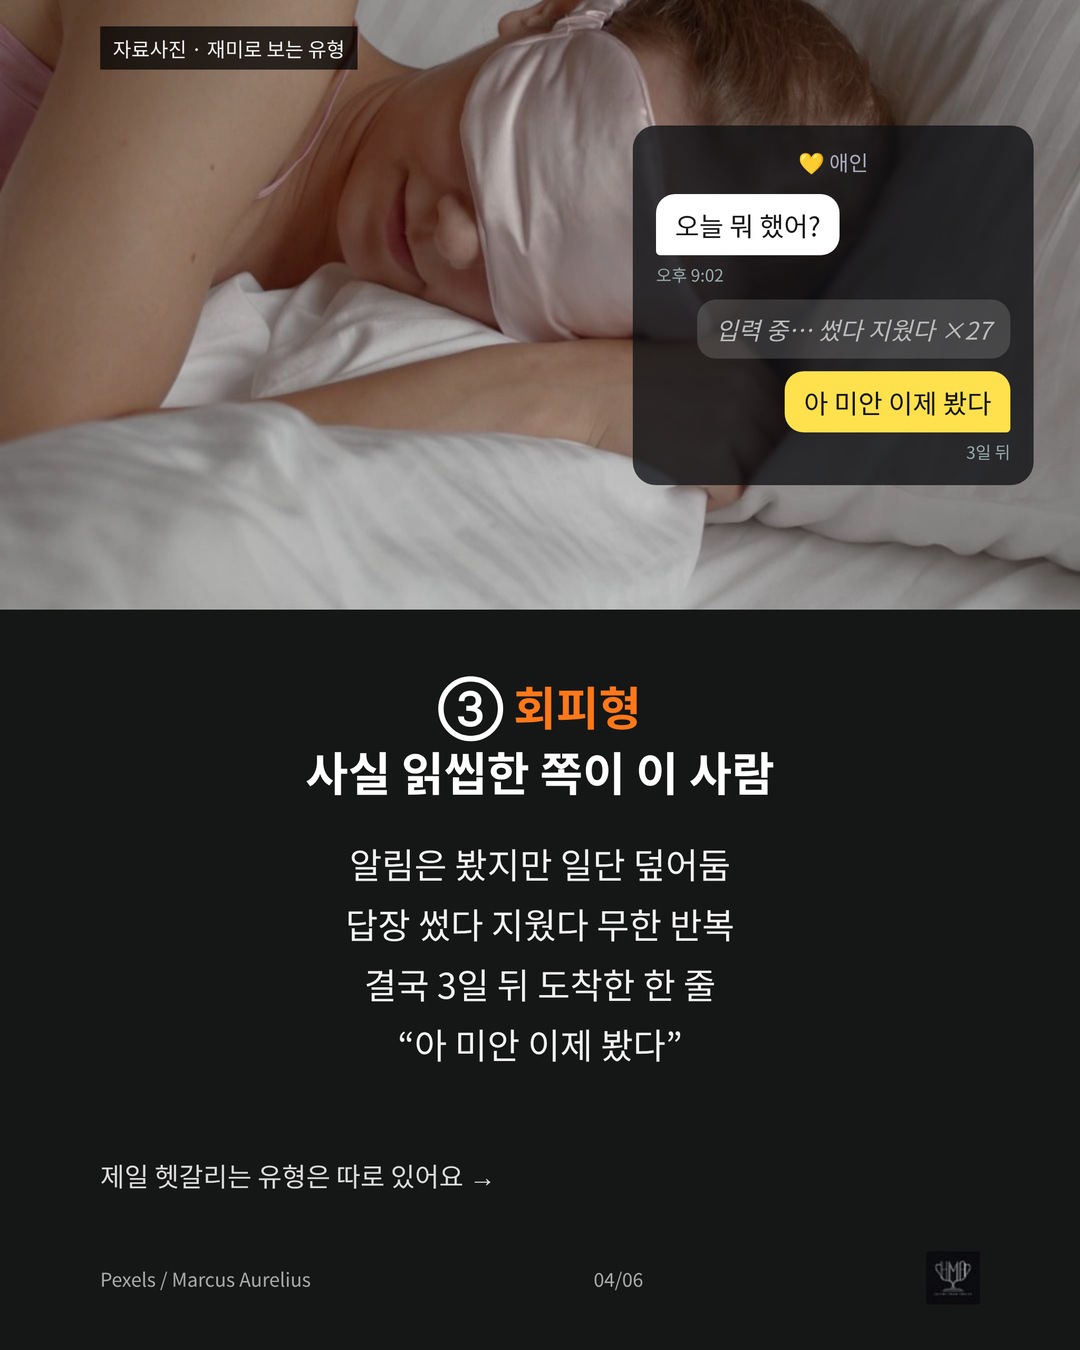 자료사진 · 재미로 보는 유형
💛 애인
오늘 뭐 했어?
오후 9:02
입력 중… 썼다 지웠다 ×27
아 미안 이제 봤다
3일 뒤
③ 회피형
사실 읽씹한 쪽이 이 사람
알림은 봤지만 일단 덮어둠
답장 썼다 지웠다 무한 반복
결국 3일 뒤 도착한 한 줄
“아 미안 이제 봤다”
제일 헷갈리는 유형은 따로 있어요 →
Pexels / Marcus Aurelius
04/06